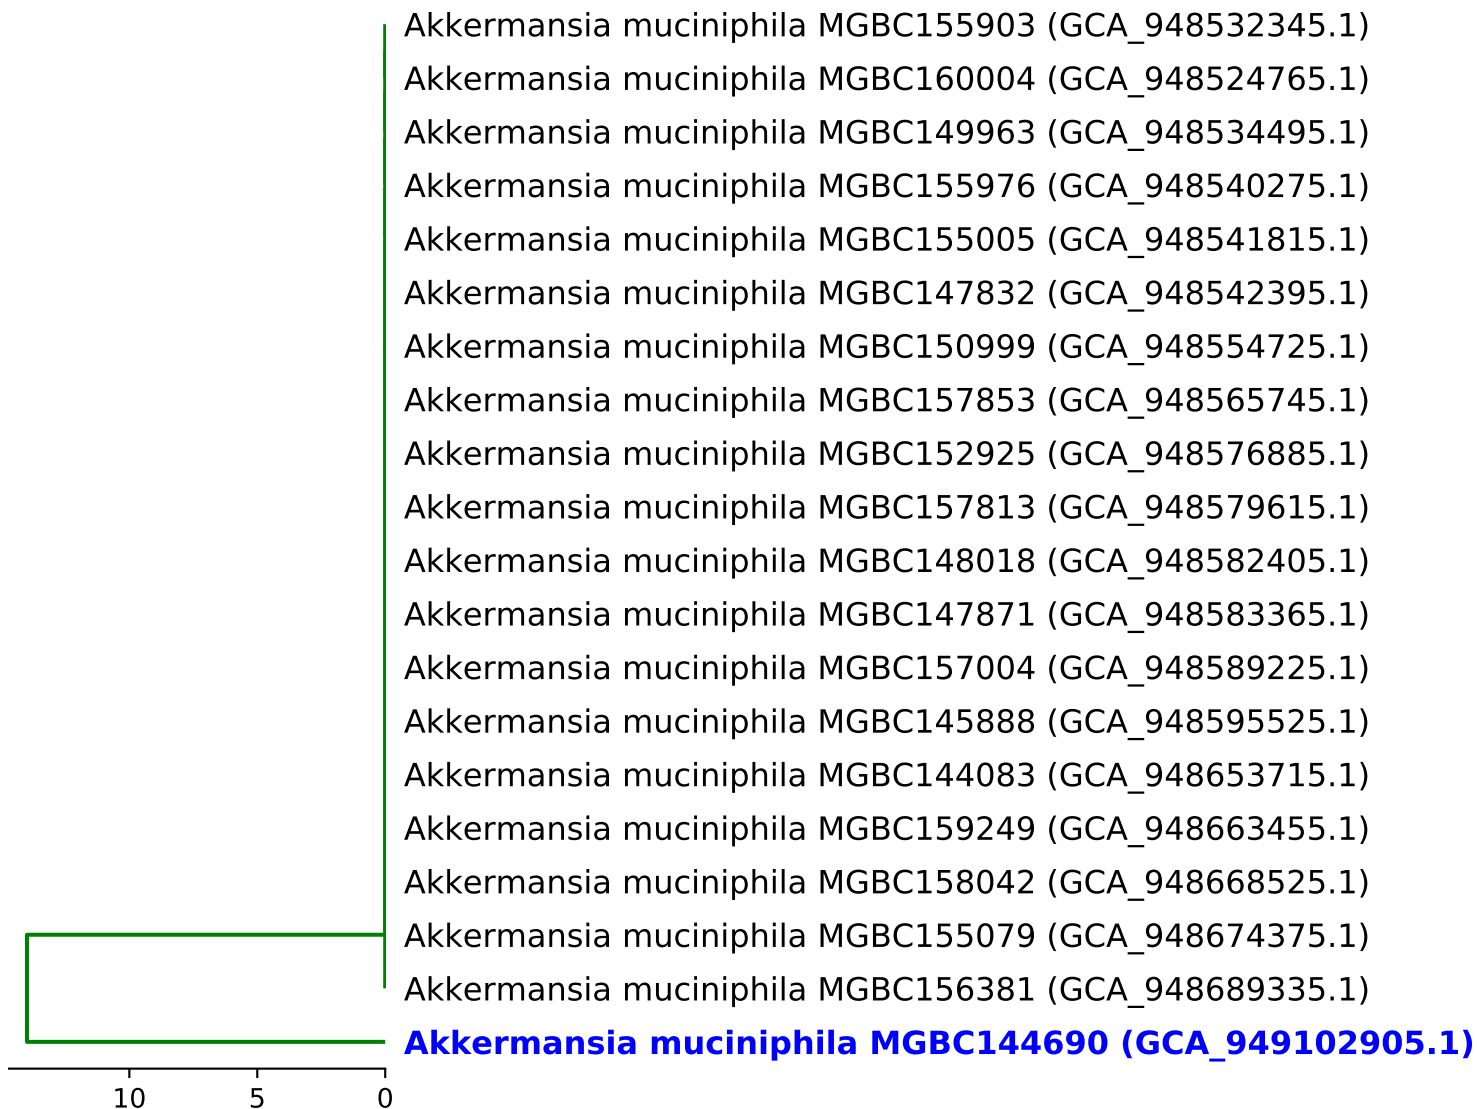 Akkermansia muciniphila MGBC155903 (GCA_948532345.1)
Akkermansia muciniphila MGBC160004 (GCA_948524765.1)
Akkermansia muciniphila MGBC149963 (GCA_948534495.1)
Akkermansia muciniphila MGBC155976 (GCA_948540275.1)
Akkermansia muciniphila MGBC155005 (GCA_948541815.1)
Akkermansia muciniphila MGBC147832 (GCA_948542395.1)
Akkermansia muciniphila MGBC150999 (GCA_948554725.1)
Akkermansia muciniphila MGBC157853 (GCA_948565745.1)
Akkermansia muciniphila MGBC152925 (GCA_948576885.1)
Akkermansia muciniphila MGBC157813 (GCA_948579615.1)
Akkermansia muciniphila MGBC148018 (GCA_948582405.1)
Akkermansia muciniphila MGBC147871 (GCA_948583365.1)
Akkermansia muciniphila MGBC157004 (GCA_948589225.1)
Akkermansia muciniphila MGBC145888 (GCA_948595525.1)
Akkermansia muciniphila MGBC144083 (GCA_948653715.1)
Akkermansia muciniphila MGBC159249 (GCA_948663455.1)
Akkermansia muciniphila MGBC158042 (GCA_948668525.1)
Akkermansia muciniphila MGBC155079 (GCA_948674375.1)
Akkermansia muciniphila MGBC156381 (GCA_948689335.1)
Akkermansia muciniphila MGBC144690 (GCA_949102905.1)
10 5 0